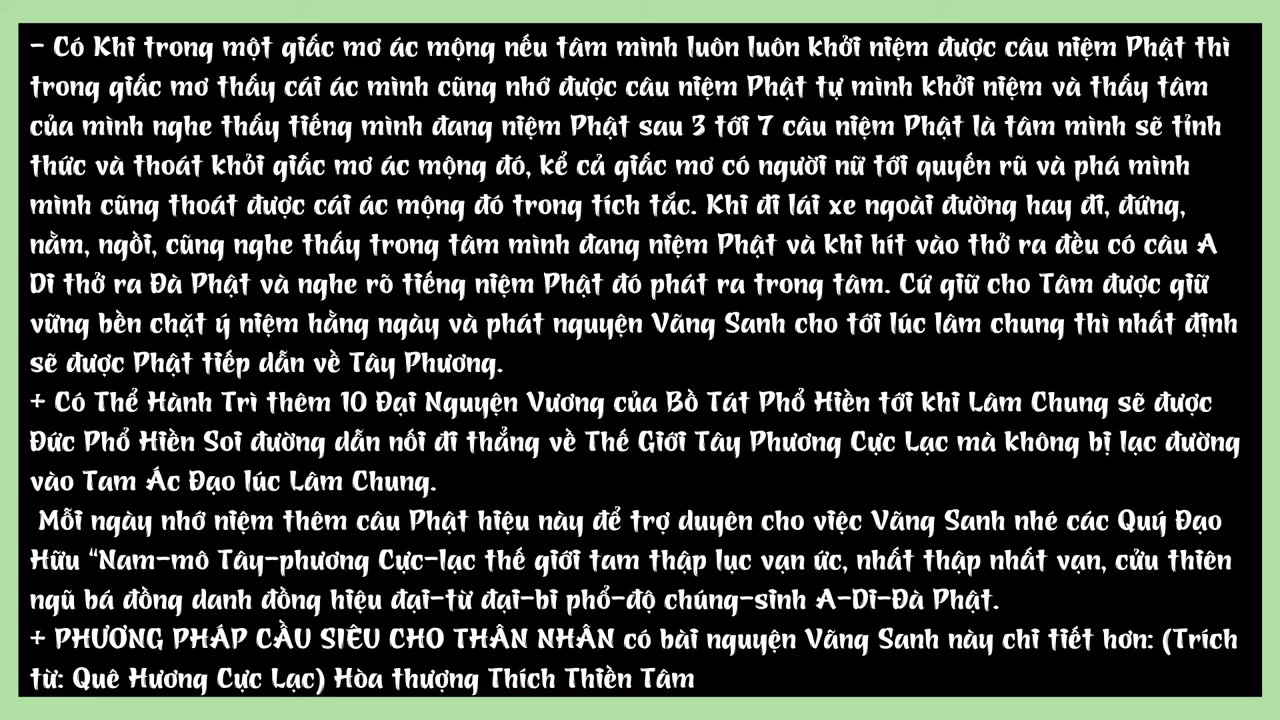 - Có Khi trong một giấc mơ ác mộng nếu tâm mình luôn luôn khởi niệm được câu niệm Phật thì
trong giấc mơ thấy cái ác mình cũng nhớ được câu niệm Phật tự mình khởi niệm và thấy tâm
của mình nghe thấy tiếng mình đang niệm Phật sau 3 tới 7 câu niệm Phật là tâm mình sẽ tỉnh
thức và thoát khỏi giấc mơ ác mộng đó, kể cả giấc mơ có người nữ tới quyến rũ và phá mình
mình cũng thoát được cái ác mộng đó trong tích tắc. Khi đi lái xe ngoài đường hay đi, đứng,
nằm, ngồi, cũng nghe thấy trong tâm mình đang niệm Phật và khi hít vào thở ra đều có câu A
Di thở ra Đà Phật và nghe rõ tiếng niệm Phật đó phát ra trong tâm. Cứ giữ cho Tâm được giữ
vững bền chặt ý niệm hằng ngày và phát nguyện Vãng Sanh cho tới lúc lâm chung thì nhất định
sẽ được Phật tiếp dẫn về Tây Phương.
+ Có Thể Hành Trì thêm 10 Đại Nguyện Vương của Bồ Tát Phổ Hiền tới khi Lâm Chung sẽ được
Đức Phổ Hiền Soi đường dẫn nối đi thẳng về Thế Giới Tây Phương Cực Lạc mà không bị lạc đường
vào Tam Ác Đạo lúc Lâm Chung.
Mỗi ngày nhớ niệm thêm câu Phật hiệu này để trợ duyên cho việc Vãng Sanh nhé các Quý Đạo
Hữu "Nam-mô Tây-phương Cực-lạc thế giới tam thập lục vạn ức, nhất thập nhất vạn, cửu thiên
ngũ bá đồng danh đồng hiệu đại-từ đại-bi phổ-độ chúng-sinh A-Di-Đà Phật.
+ PHƯƠNG PHÁP CẦU SIÊU CHO THÂN NHÂN có bài nguyện Vãng Sanh này chi tiết hơn: (Trích
từ: Quê Hương Cực Lạc) Hòa thượng Thích Thiền Tâm